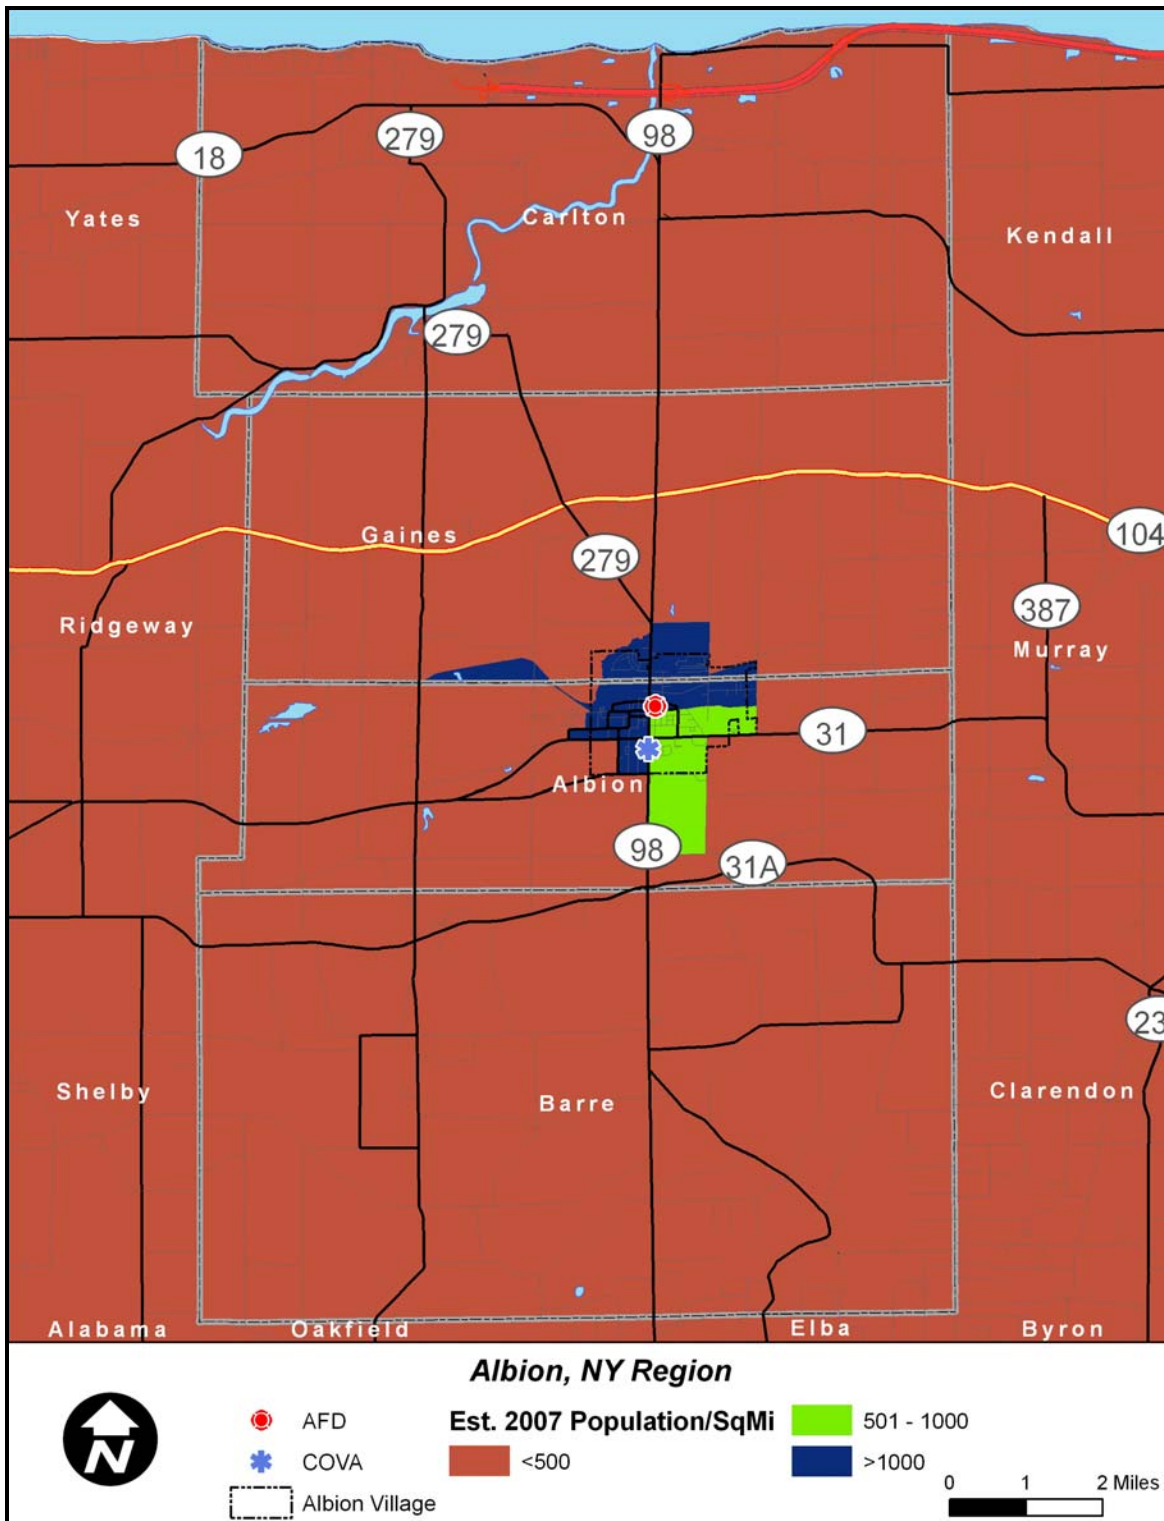 279
98
18
Yates
Carlton
Kendall
279
104
Gaines
279
387
Ridgeway
Murray
31
Albion
98
31A
23
Shelby
Barre
Clarendon
Alabama
Oakfield
Elba
Byron
Albion, NY Region
N
AFD
COVA
Albion Village
Est. 2007 Population/SqMi
<500
501 - 1000
>1000
0 1 2 Miles